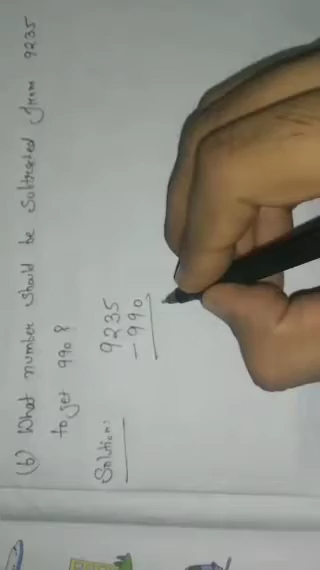 (b) What number should be subtracted from 9235
to get 990?
Solution:
9235
- 990